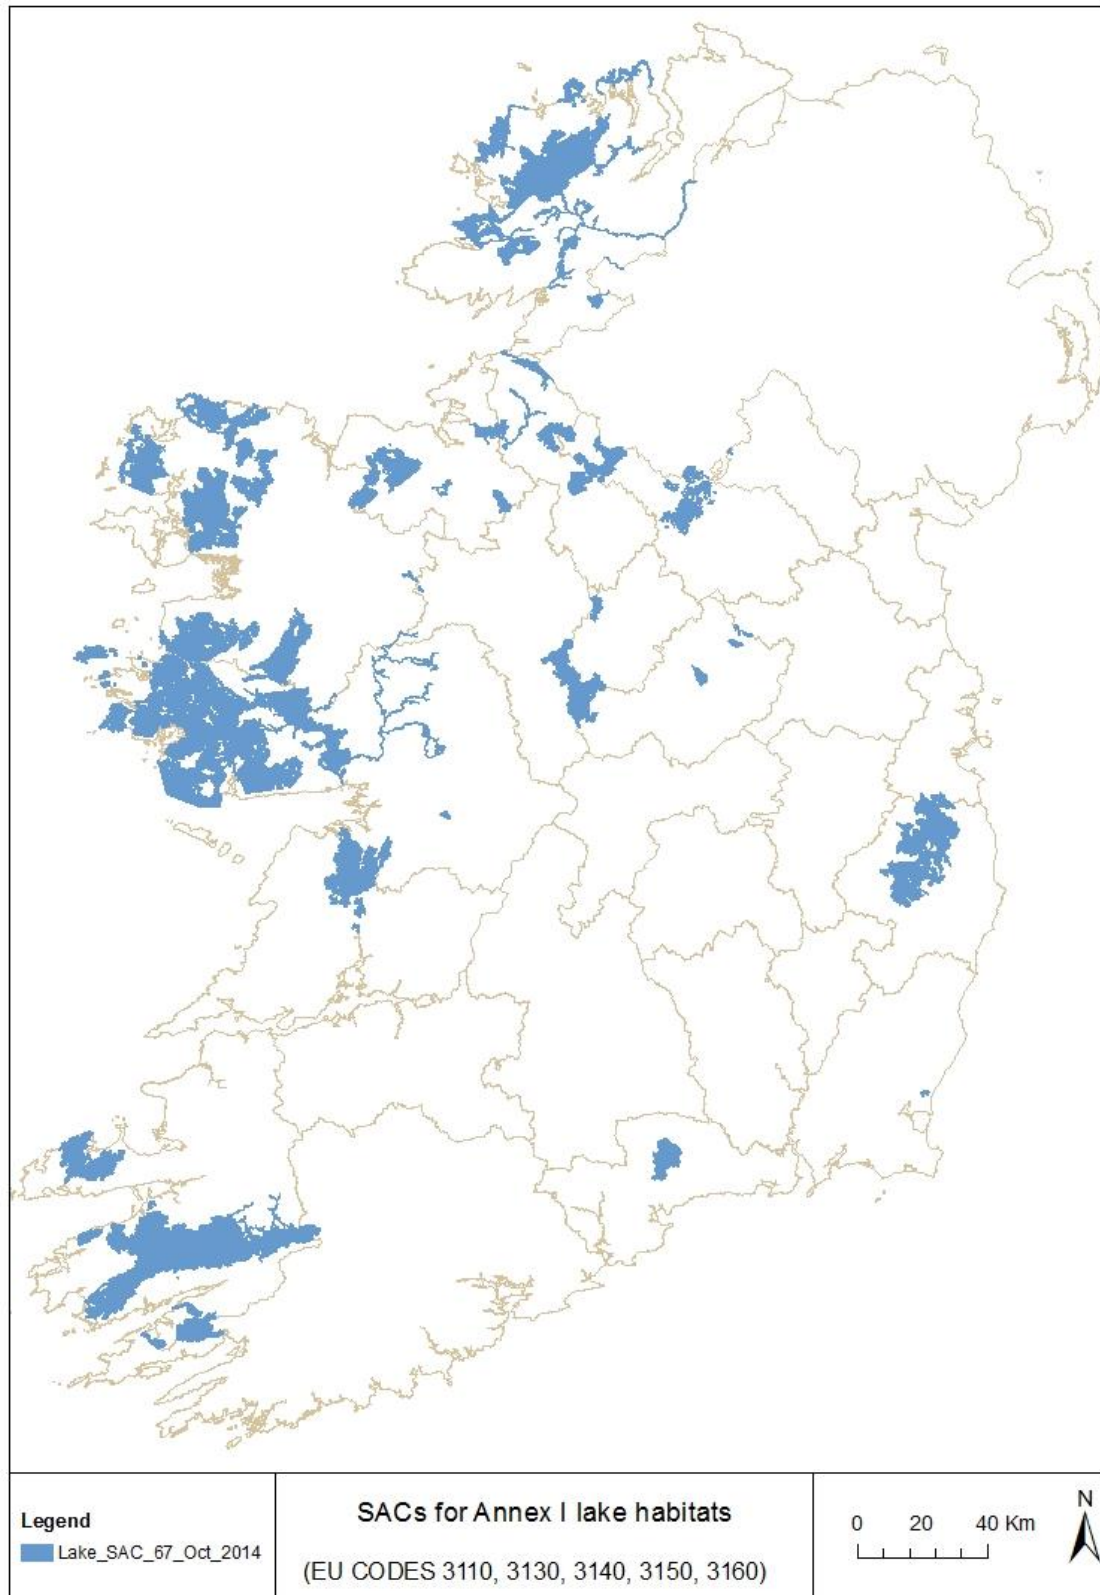 Legend
Lake_SAC_67_Oct_2014
SACs for Annex I lake habitats
(EU CODES 3110, 3130, 3140, 3150, 3160)
0 20 40 Km
N